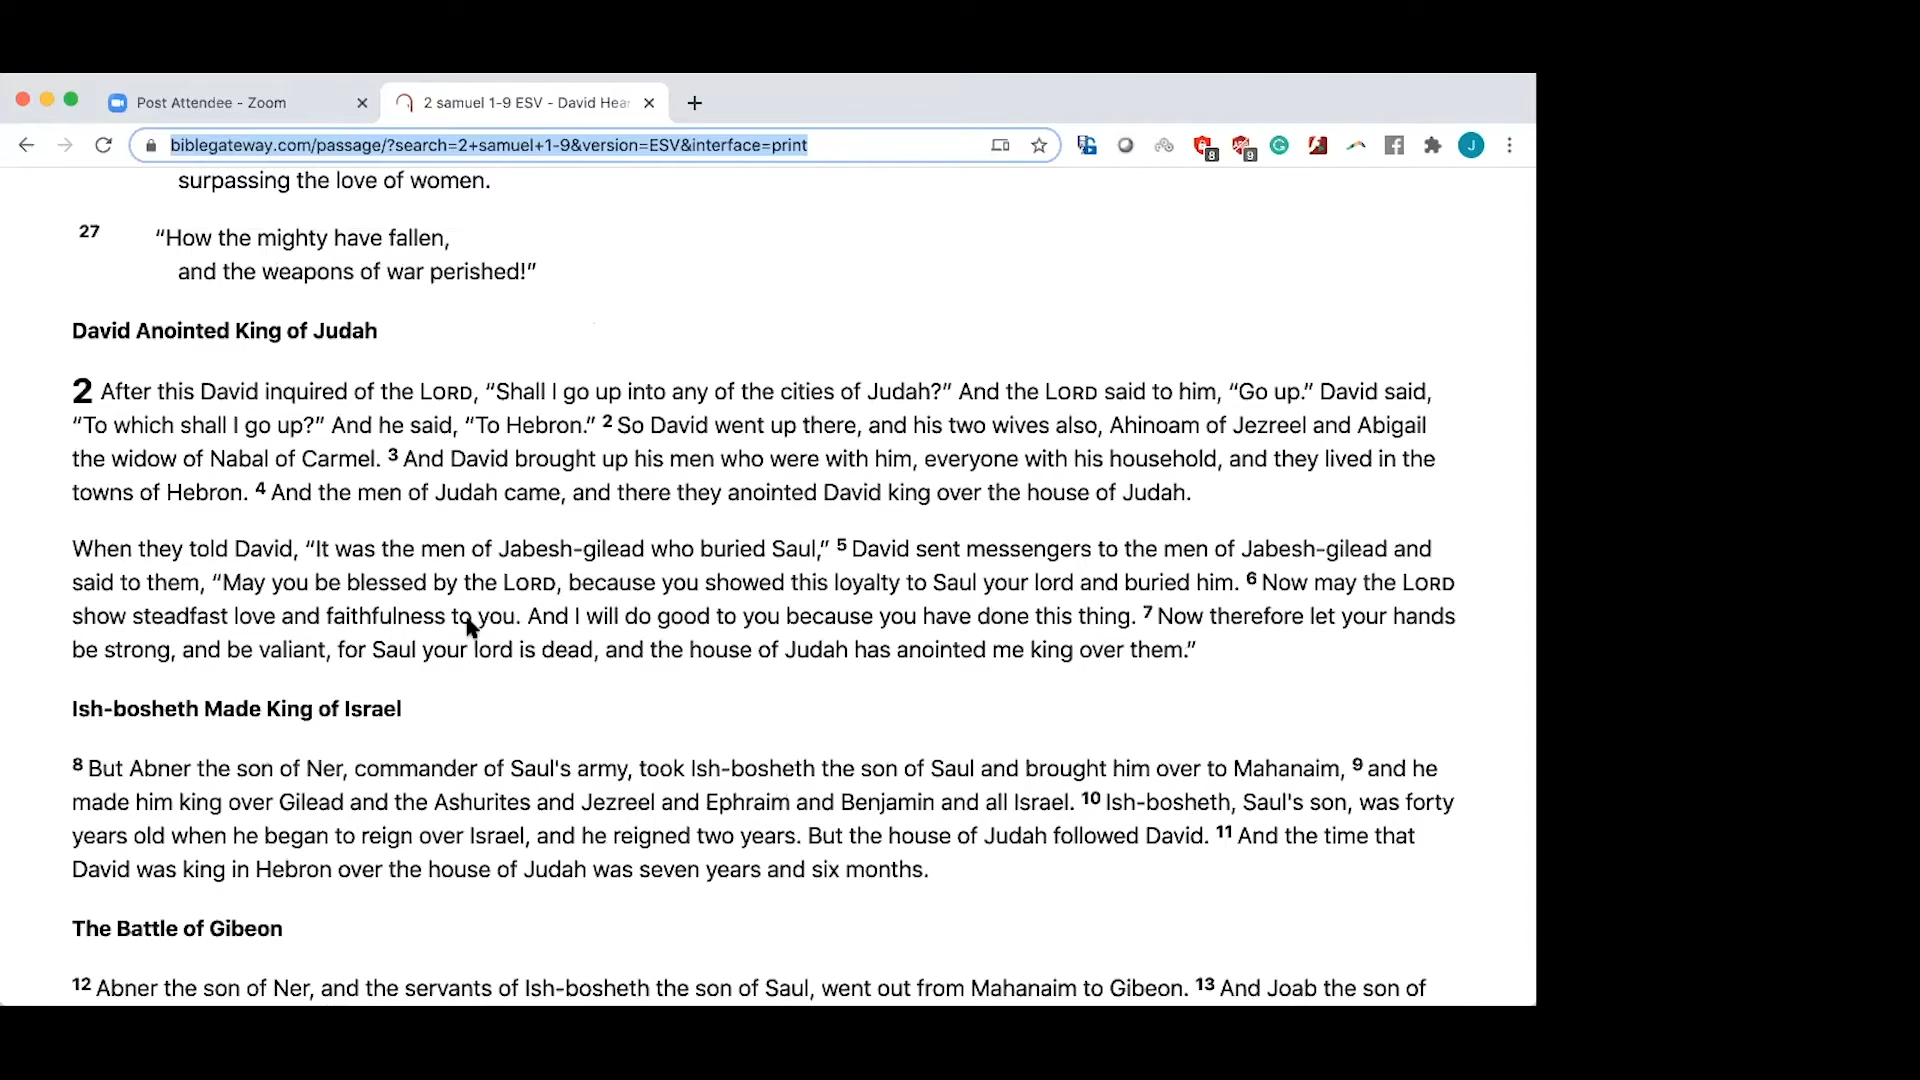 Post Attendee - Zoom
2 samuel 1-9 ESV - David Hear
biblegateway.com/passage/?search=2+samuel+1-9&version=ESV&interface=print
8
9
J
surpassing the love of women.
27 “How the mighty have fallen,
and the weapons of war perished!”
David Anointed King of Judah
2 After this David inquired of the LORD, “Shall I go up into any of the cities of Judah?” And the LORD said to him, “Go up.” David said,
“To which shall I go up?” And he said, “To Hebron.” 2 So David went up there, and his two wives also, Ahinoam of Jezreel and Abigail
the widow of Nabal of Carmel. 3 And David brought up his men who were with him, everyone with his household, and they lived in the
towns of Hebron. 4 And the men of Judah came, and there they anointed David king over the house of Judah.
When they told David, “It was the men of Jabesh-gilead who buried Saul,” 5 David sent messengers to the men of Jabesh-gilead and
said to them, “May you be blessed by the LORD, because you showed this loyalty to Saul your lord and buried him. 6 Now may the LORD
show steadfast love and faithfulness to you. And I will do good to you because you have done this thing. 7 Now therefore let your hands
be strong, and be valiant, for Saul your lord is dead, and the house of Judah has anointed me king over them.”
Ish-bosheth Made King of Israel
8 But Abner the son of Ner, commander of Saul's army, took Ish-bosheth the son of Saul and brought him over to Mahanaim, 9 and he
made him king over Gilead and the Ashurites and Jezreel and Ephraim and Benjamin and all Israel. 10 Ish-bosheth, Saul's son, was forty
years old when he began to reign over Israel, and he reigned two years. But the house of Judah followed David. 11 And the time that
David was king in Hebron over the house of Judah was seven years and six months.
The Battle of Gibeon
12 Abner the son of Ner, and the servants of Ish-bosheth the son of Saul, went out from Mahanaim to Gibeon. 13 And Joab the son of